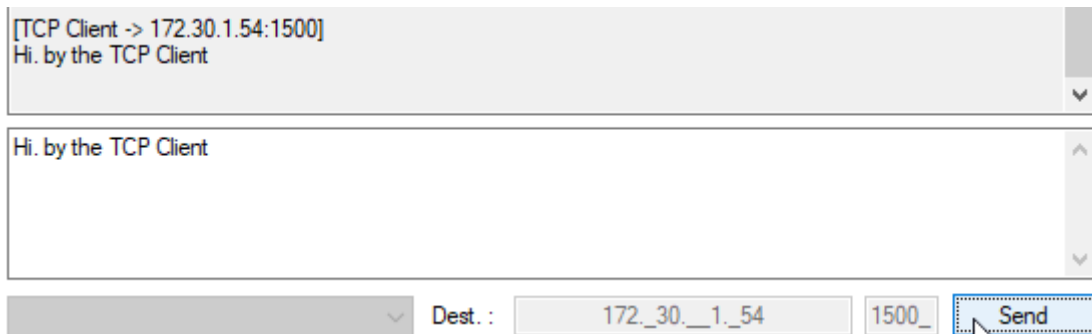 [TCP Client -> 172.30.1.54:1500]
Hi. by the TCP Client
Hi. by the TCP Client
Dest. : 172._30.__1._54 1500_ Send